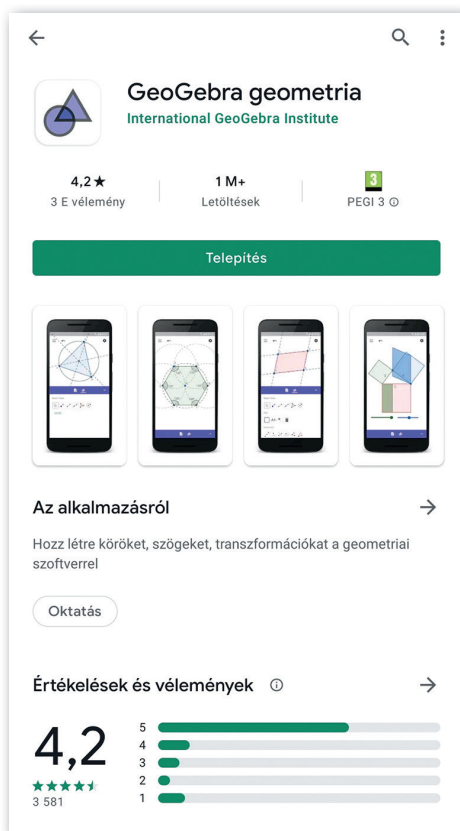 GeoGebra geometria
International GeoGebra Institute
4,2★
3 E vélemény
1 M+
Letöltések
3
PEGI 3
Telepítés
Az alkalmazásról
Hozz létre köröket, szögeket, transzformációkat a geometriai
szoftverrel
Oktatás
Értékelések és vélemények
4,2
3 581
5
4
3
2
1